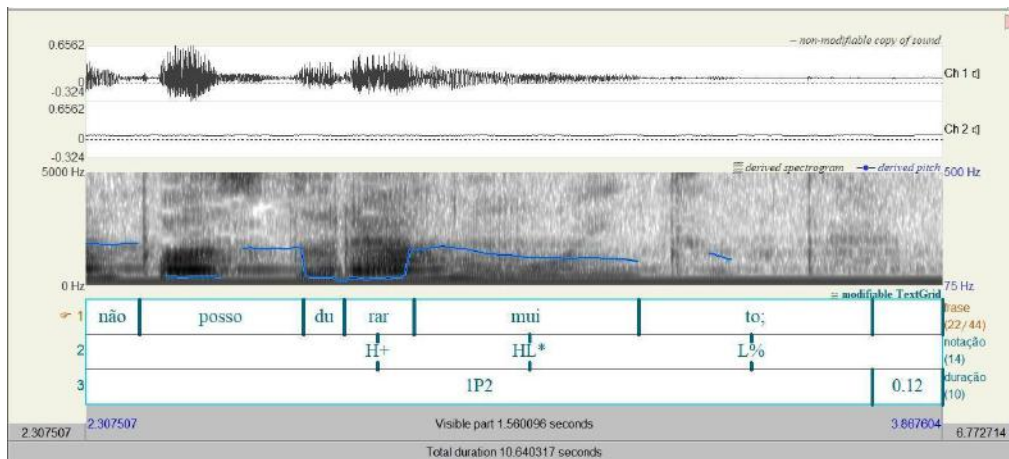 – non-modifiable copy of sound
0.6562
0
-0.324
Ch 1
0.6562
0
-0.324
Ch 2
5000 Hz
derived spectrogram
derived pitch
500 Hz
0 Hz
75 Hz
modifiable TextGrid
1 não posso du rar mui to;
frase
(22/44)
2 H+ HL* L%
notação
(14)
3 1P2 0.12
duração
(10)
2.307507 Visible part 1.560096 seconds 3.867604
2.307507 6.772714
Total duration 10.640317 seconds